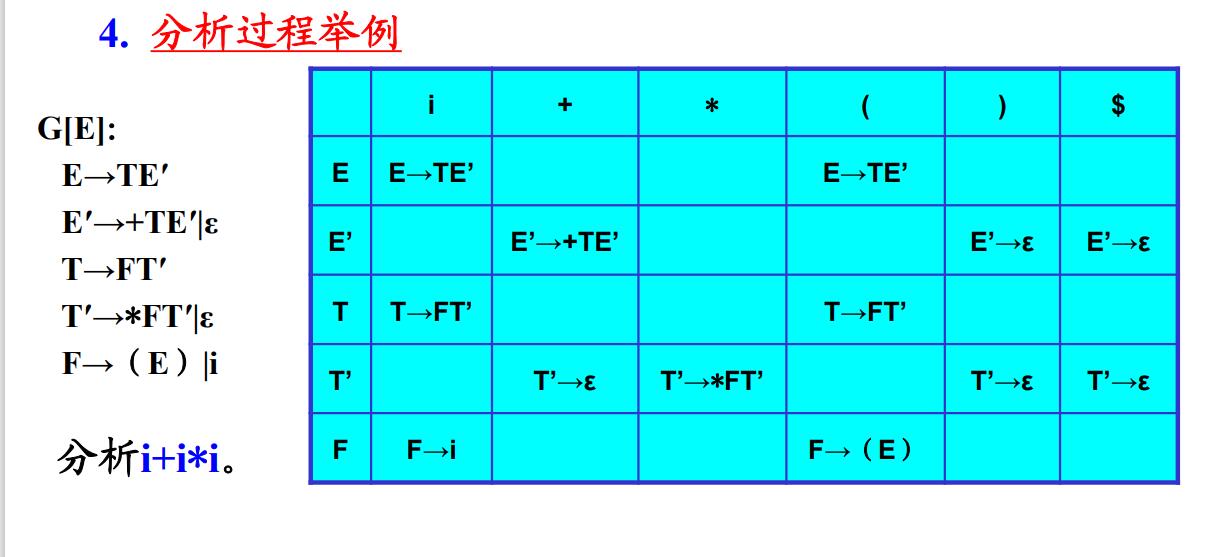 4. 分析过程举例
G[E]:
E→TE′
E′→+TE′|ε
T→FT′
T′→*FT′|ε
F→（E）|i
分析i+i*i。
i + * ( ) $
E E→TE’ E→TE’
E’ E’→+TE’ E’→ε E’→ε
T T→FT’ T→FT’
T’ T’→ε T’→*FT’ T’→ε T’→ε
F F→i F→（E）